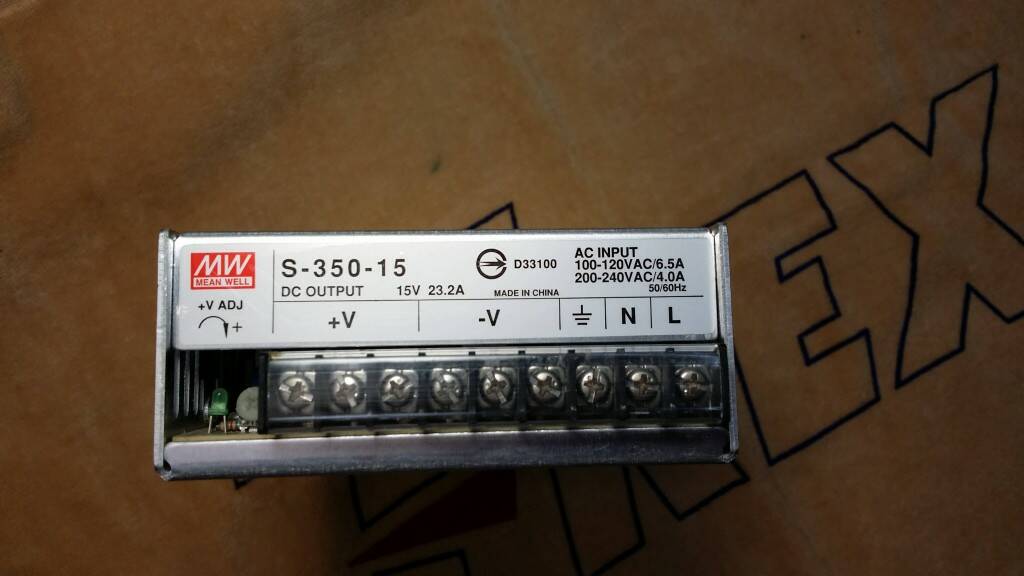 MW
MEAN WELL
+V ADJ
+
S-350-15
DC OUTPUT 15V 23.2A
D33100
MADE IN CHINA
AC INPUT
100-120VAC/6.5A
200-240VAC/4.0A
50/60Hz
+V -V N L
EX